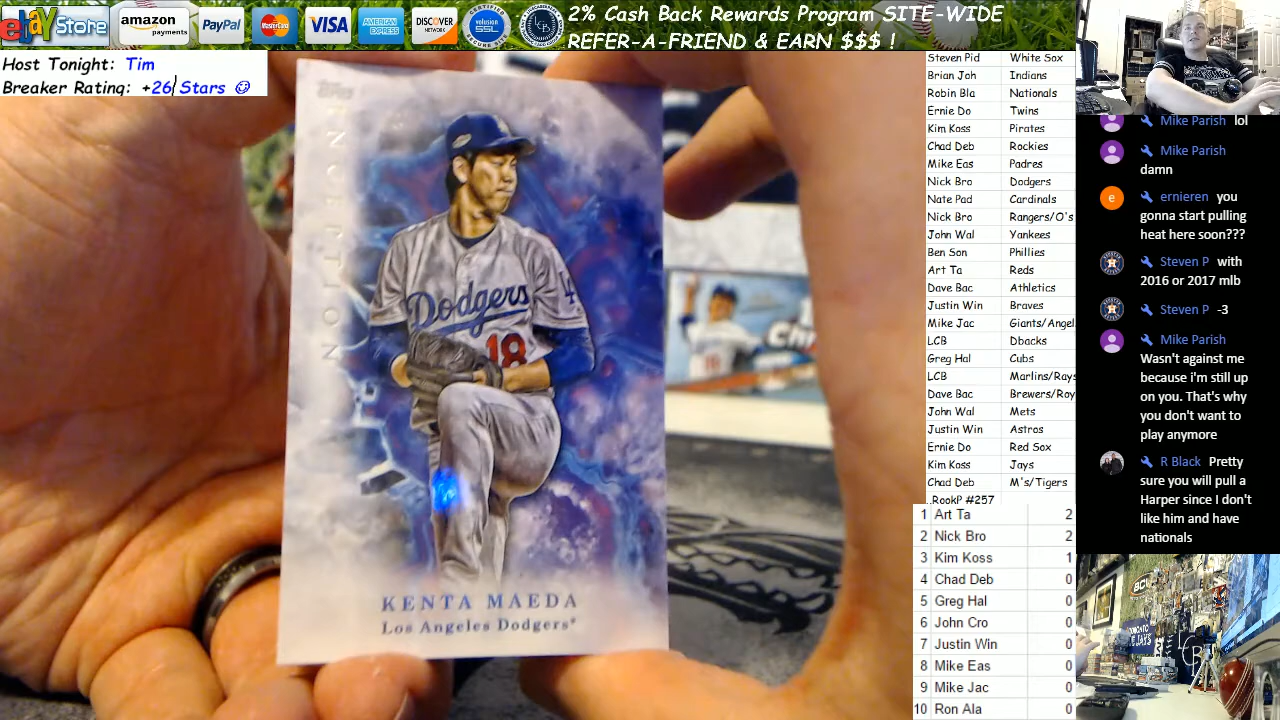 ebay Store
amazon
payments
PayPal
MasterCard
VISA
AMERICAN
EXPRESS
DISCOVER
NETWORK
volusion
SSL
LCB
2% Cash Back Rewards Program SITE-WIDE
REFER-A-FRIEND & EARN $$$ !
Host Tonight: Tim
Breaker Rating: +26 Stars
Topps
INCEPTION
Dodgers
18
4
KENTA MAEDA
Los Angeles Dodgers®
18
Ch
Steven Pid White Sox
Brian Joh Indians
Robin Bla Nationals
Ernie Do Twins
Kim Koss Pirates
Chad Deb Rockies
Mike Eas Padres
Nick Bro Dodgers
Nate Pad Cardinals
Nick Bro Rangers/O's
John Wal Yankees
Ben Son Phillies
Art Ta Reds
Dave Bac Athletics
Justin Win Braves
Mike Jac Giants/Angel
LCB Dbacks
Greg Hal Cubs
LCB Marlins/Rays
Dave Bac Brewers/Roy
John Wal Mets
Justin Win Astros
Ernie Do Red Sox
Kim Koss Jays
Chad Deb M's/Tigers
RookP #257
1 Art Ta 2
2 Nick Bro 2
3 Kim Koss 1
4 Chad Deb 0
5 Greg Hal 0
6 John Cro 0
7 Justin Win 0
8 Mike Eas 0
9 Mike Jac 0
10 Ron Ala 0
Mike Parish lol
Mike Parish
damn
e
ernieren you
gonna start pulling
heat here soon???
Steven P with
2016 or 2017 mlb
Steven P -3
Mike Parish
Wasn't against me
because i'm still up
on you. That's why
you don't want to
play anymore
R Black Pretty
sure you will pull a
Harper since I don't
like him and have
nationals